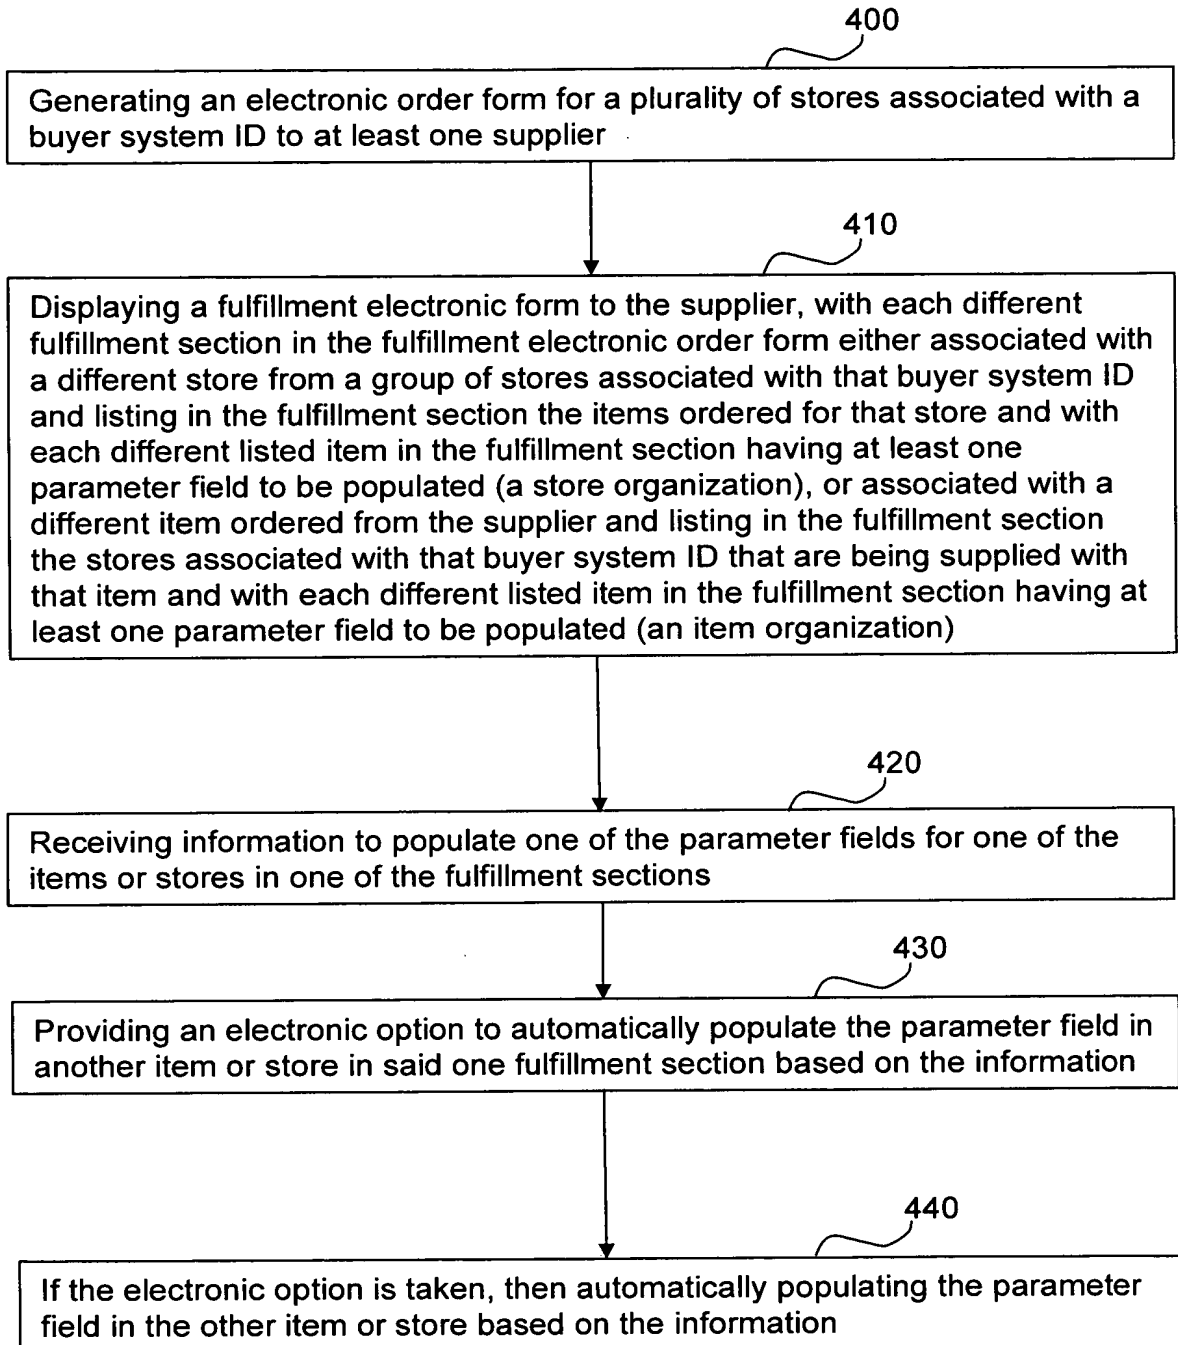 400
Generating an electronic order form for a plurality of stores associated with a
buyer system ID to at least one supplier
410
Displaying a fulfillment electronic form to the supplier, with each different
fulfillment section in the fulfillment electronic order form either associated with
a different store from a group of stores associated with that buyer system ID
and listing in the fulfillment section the items ordered for that store and with
each different listed item in the fulfillment section having at least one
parameter field to be populated (a store organization), or associated with a
different item ordered from the supplier and listing in the fulfillment section
the stores associated with that buyer system ID that are being supplied with
that item and with each different listed item in the fulfillment section having at
least one parameter field to be populated (an item organization)
420
Receiving information to populate one of the parameter fields for one of the
items or stores in one of the fulfillment sections
430
Providing an electronic option to automatically populate the parameter field in
another item or store in said one fulfillment section based on the information
440
If the electronic option is taken, then automatically populating the parameter
field in the other item or store based on the information